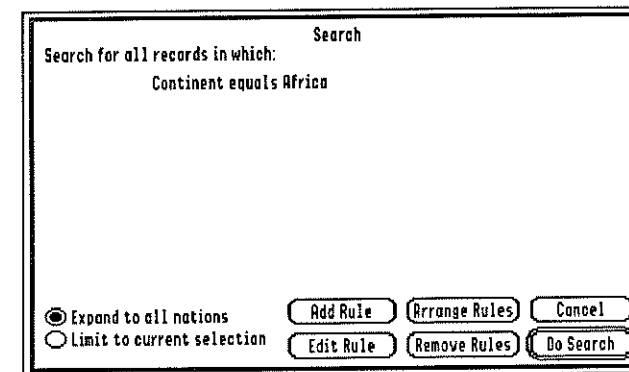 Search
Search for all records in which:
Continent equals Africa
Expand to all nations
Limit to current selection
Add Rule
Arrange Rules
Cancel
Edit Rule
Remove Rules
Do Search